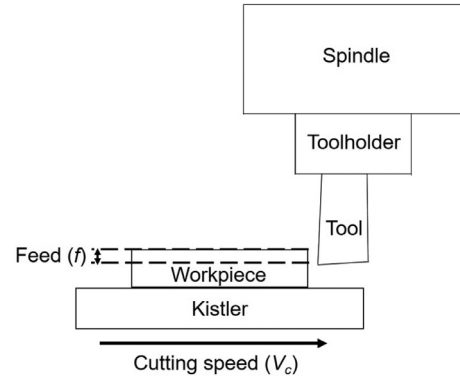 Spindle
Toolholder
Tool
Feed (f)
Workpiece
Kistler
Cutting speed (Vc)